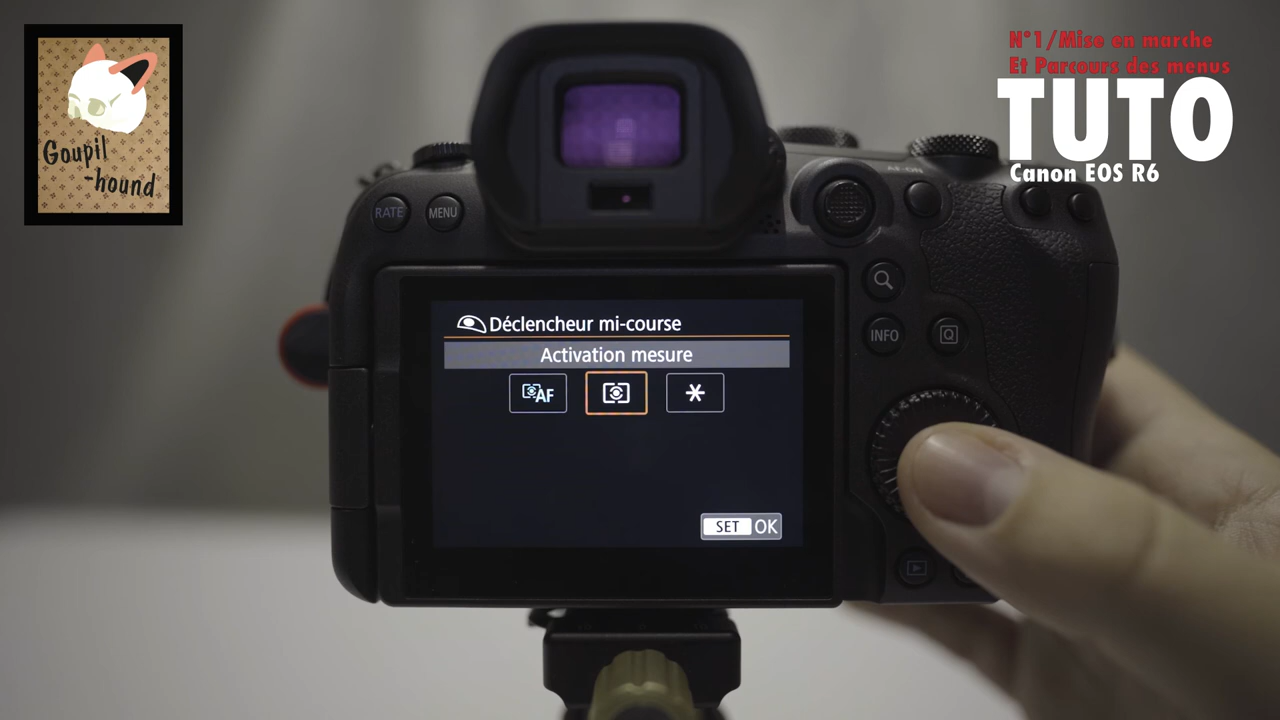 Goupil
-hound
N°1/Mise en marche
Et Parcours des menus
TUTO
Canon EOS R6
RATE
MENU
INFO
Q
Déclencheur mi-course
Activation mesure
AF
SET OK